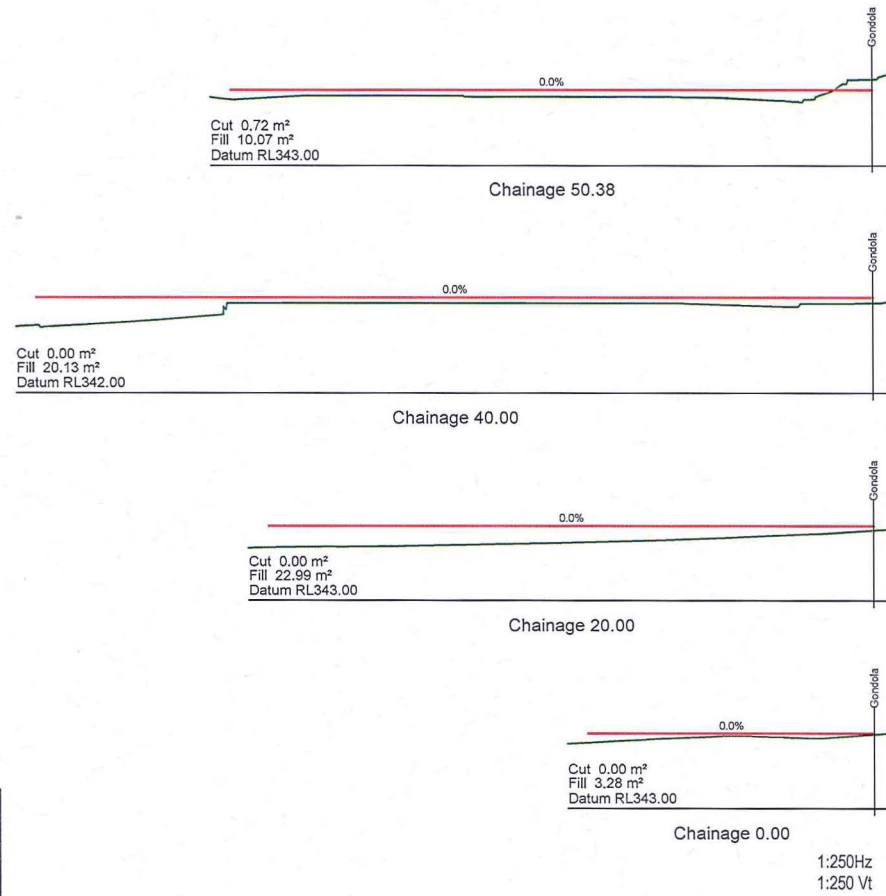 Gondola
0.0%
Cut 0.72 m²
Fill 10.07 m²
Datum RL343.00
Chainage 50.38
Gondola
0.0%
Cut 0.00 m²
Fill 20.13 m²
Datum RL342.00
Chainage 40.00
Gondola
0.0%
Cut 0.00 m²
Fill 22.99 m²
Datum RL343.00
Chainage 20.00
Gondola
0.0%
Cut 0.00 m²
Fill 3.28 m²
Datum RL343.00
Chainage 0.00
1:250Hz
1:250 Vt